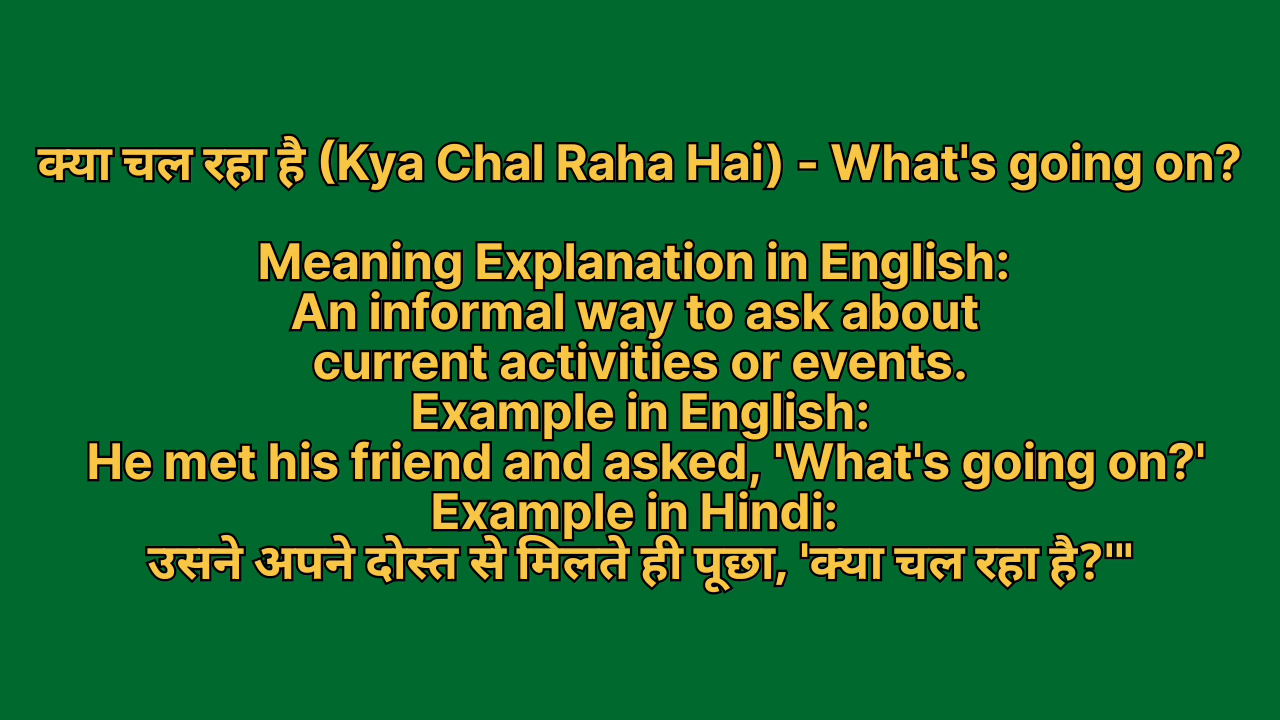 क्या चल रहा है (Kya Chal Raha Hai) - What's going on?
Meaning Explanation in English:
An informal way to ask about
current activities or events.
Example in English:
He met his friend and asked, 'What's going on?'
Example in Hindi:
उसने अपने दोस्त से मिलते ही पूछा, 'क्या चल रहा है?'"